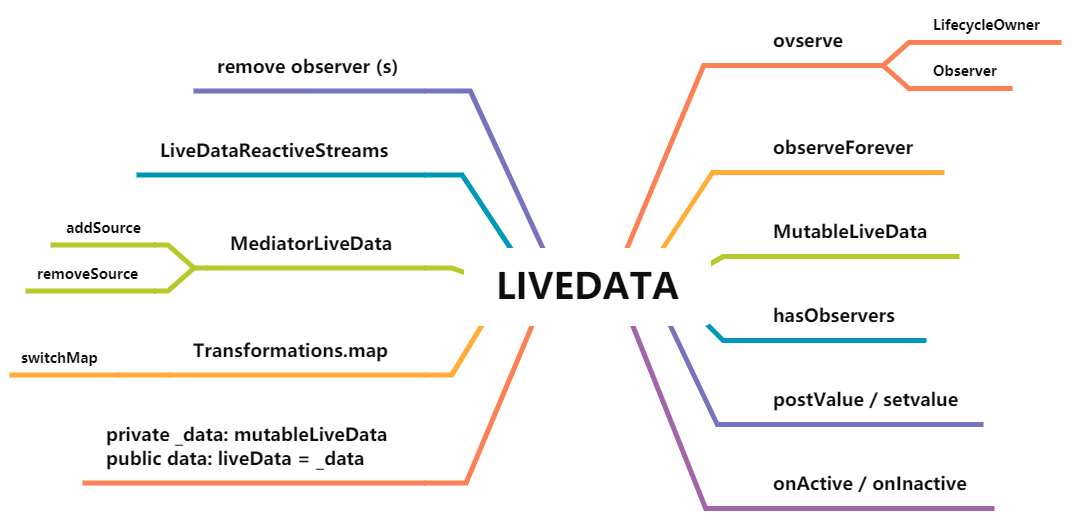 LIVEDATA
ovserve
LifecycleOwner
Observer
observeForever
MutableLiveData
hasObservers
postValue / setvalue
onActive / onInactive
remove observer (s)
LiveDataReactiveStreams
MediatorLiveData
addSource
removeSource
Transformations.map
switchMap
private _data: mutableLiveData
public data: liveData = _data